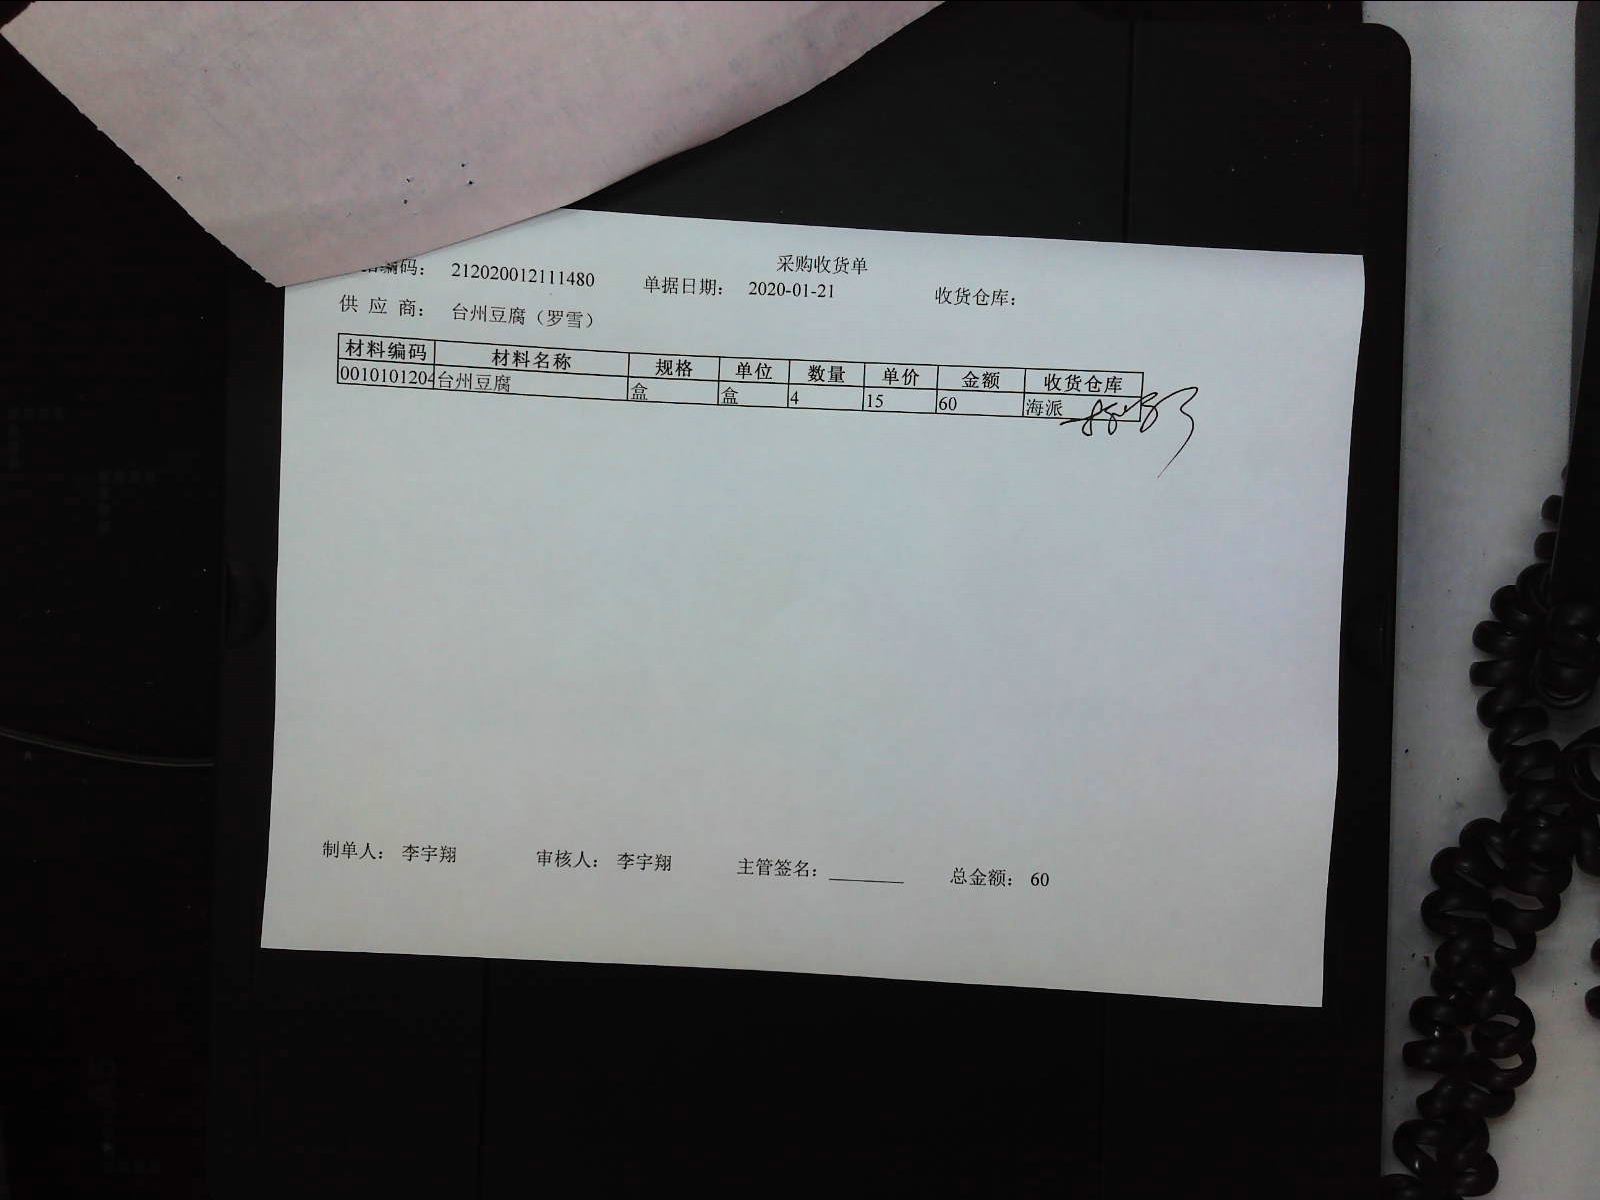 采购收货单
编码： 212020012111480 单据日期： 2020-01-21 收货仓库：
供 应 商： 台州豆腐（罗雪）
材料编码 材料名称 规格 单位 数量 单价 金额 收货仓库
0010101204 台州豆腐 盒 盒 4 15 60 海派
制单人： 李宇翔 审核人： 李宇翔 主管签名： 总金额： 60